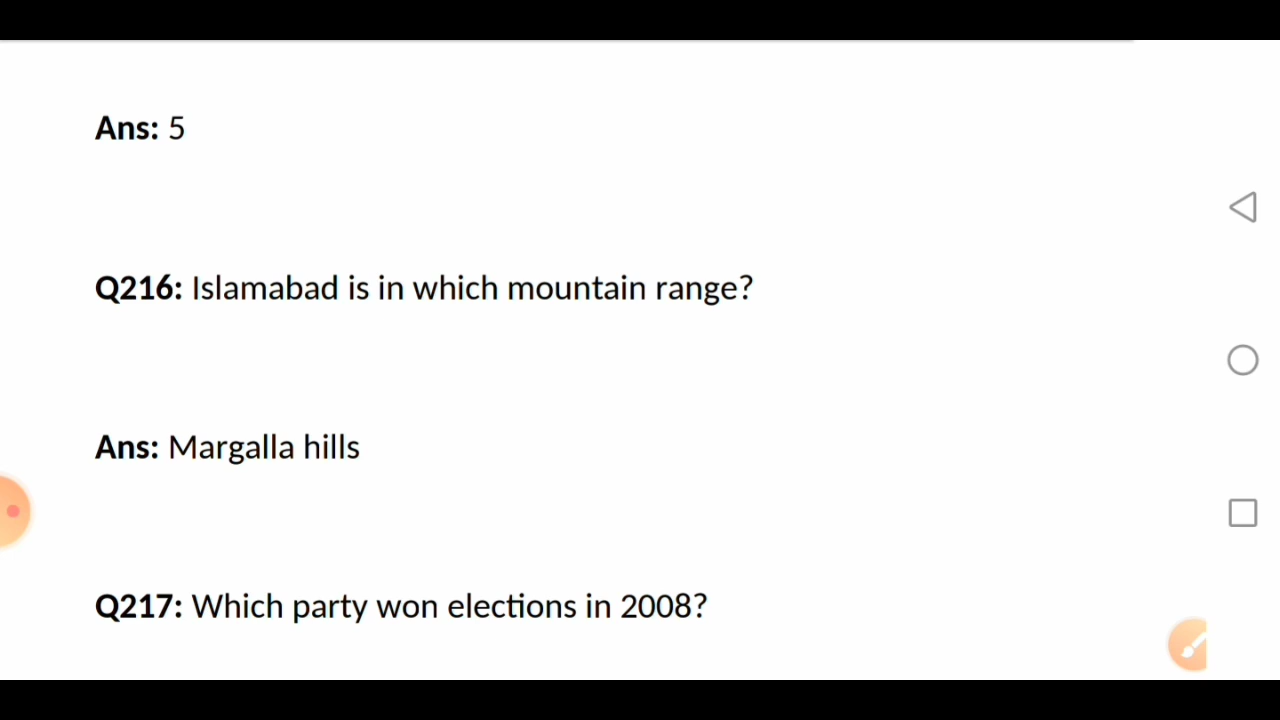 Ans: 5
Q216: Islamabad is in which mountain range?
Ans: Margalla hills
Q217: Which party won elections in 2008?